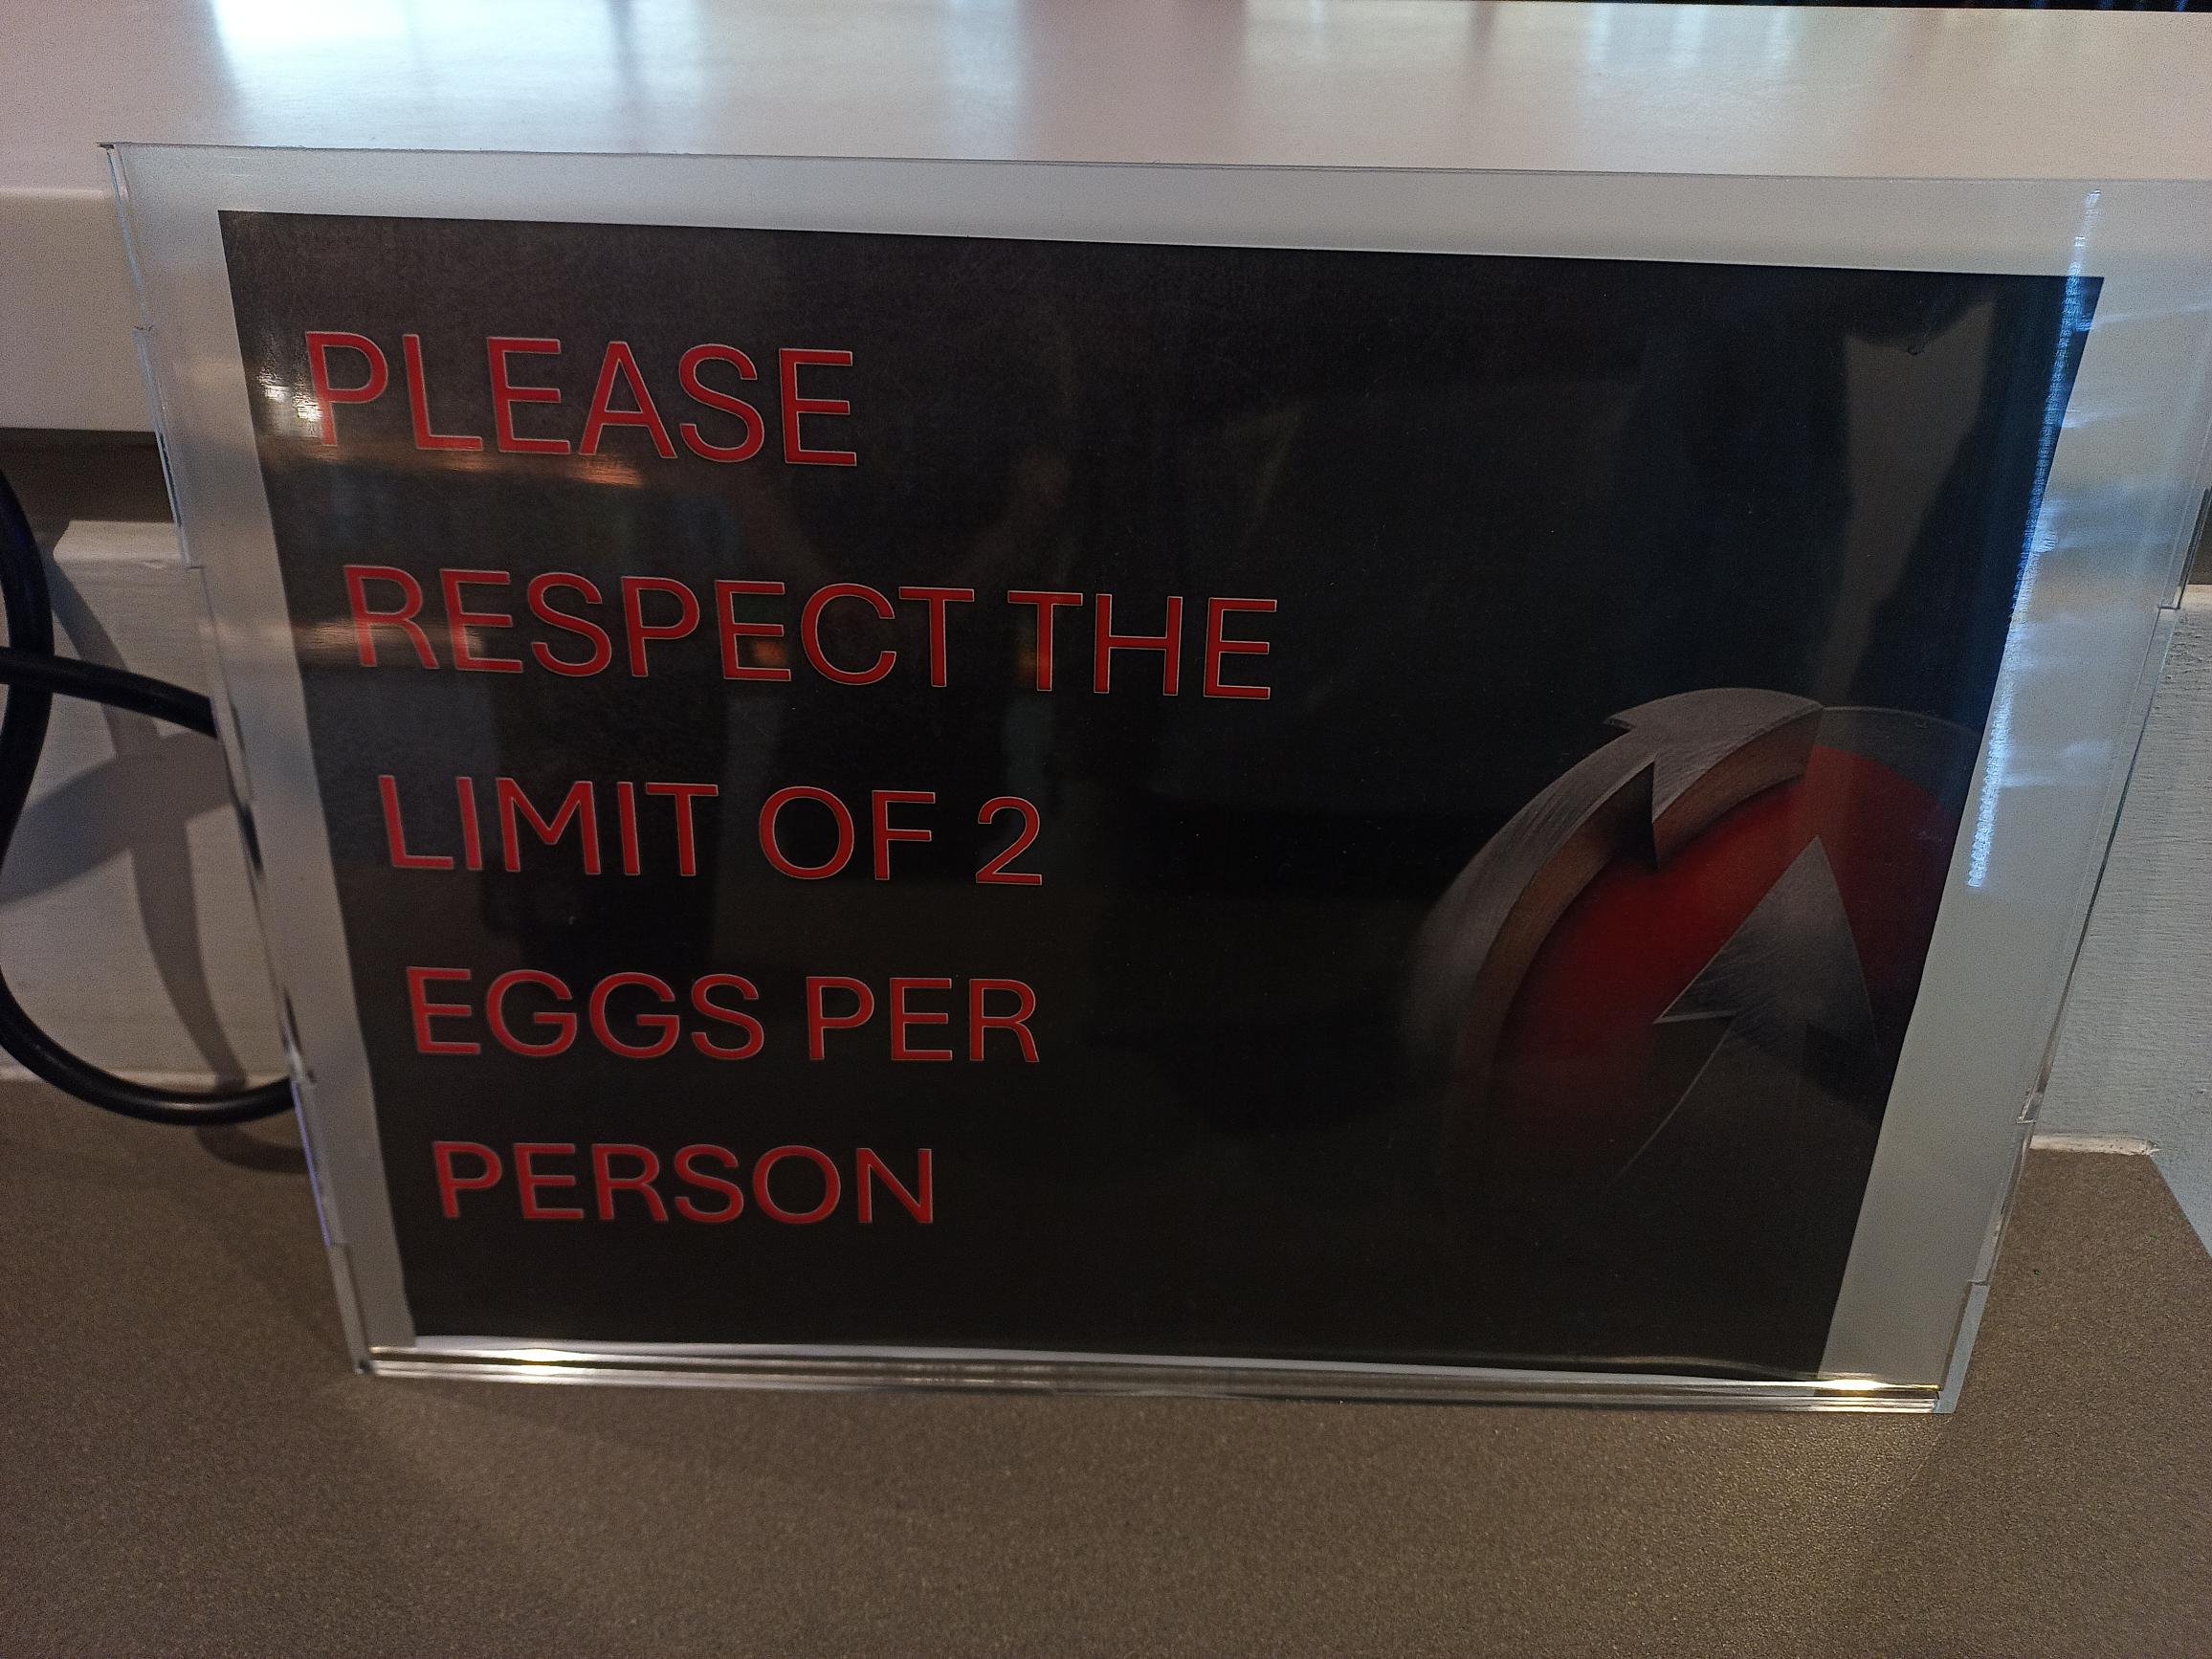 PLEASE
RESPECT THE
LIMIT OF 2
EGGS PER
PERSON